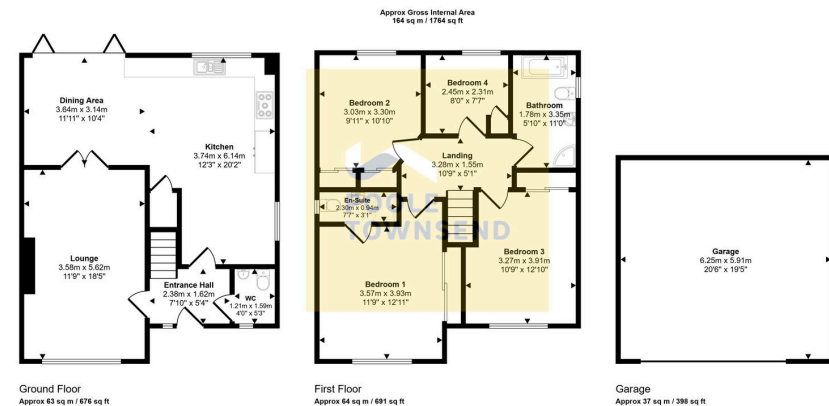 Approx Gross Internal Area
164 sq m / 1764 sq ft
Dining Area
3.64m x 3.14m
11'11" x 10'4"
Kitchen
3.74m x 6.14m
12'3" x 20'2"
Lounge
3.58m x 5.62m
11'9" x 18'5"
Entrance Hall
2.38m x 1.62m
7'10" x 5'4"
WC
1.21m x 1.59m
4'0" x 5'3"
Ground Floor
Approx 63 sq m / 676 sq ft
Bedroom 2
3.03m x 3.30m
9'11" x 10'10"
Bedroom 4
2.45m x 2.31m
8'0" x 7'7"
Bathroom
1.78m x 3.35m
5'10" x 11'0"
Landing
3.28m x 1.55m
10'9" x 5'1"
En-Suite
2.30m x 0.94m
7'7" x 3'1"
POOLE
TOWNSEND
Bedroom 1
3.57m x 3.93m
11'9" x 12'11"
Bedroom 3
3.27m x 3.91m
10'9" x 12'10"
First Floor
Approx 64 sq m / 691 sq ft
Garage
6.25m x 5.91m
20'6" x 19'5"
Garage
Approx 37 sq m / 398 sq ft